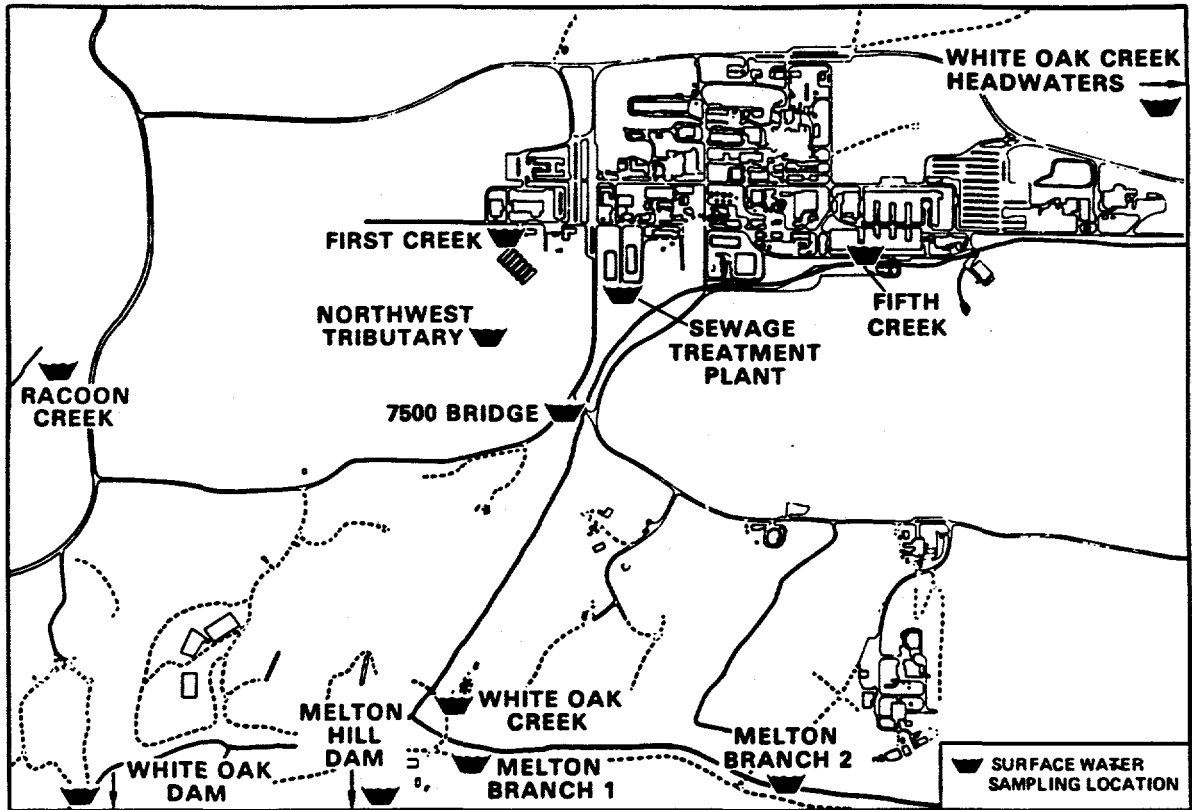 WHITE OAK CREEK
HEADWATERS
FIRST CREEK
NORTHWEST
TRIBUTARY
FIFTH
CREEK
SEWAGE
TREATMENT
PLANT
RACOON
CREEK
7500 BRIDGE
WHITE OAK
CREEK
MELTON
HILL
DAM
MELTON
BRANCH 2
WHITE OAK
DAM
MELTON
BRANCH 1
SURFACE WATER
SAMPLING LOCATION